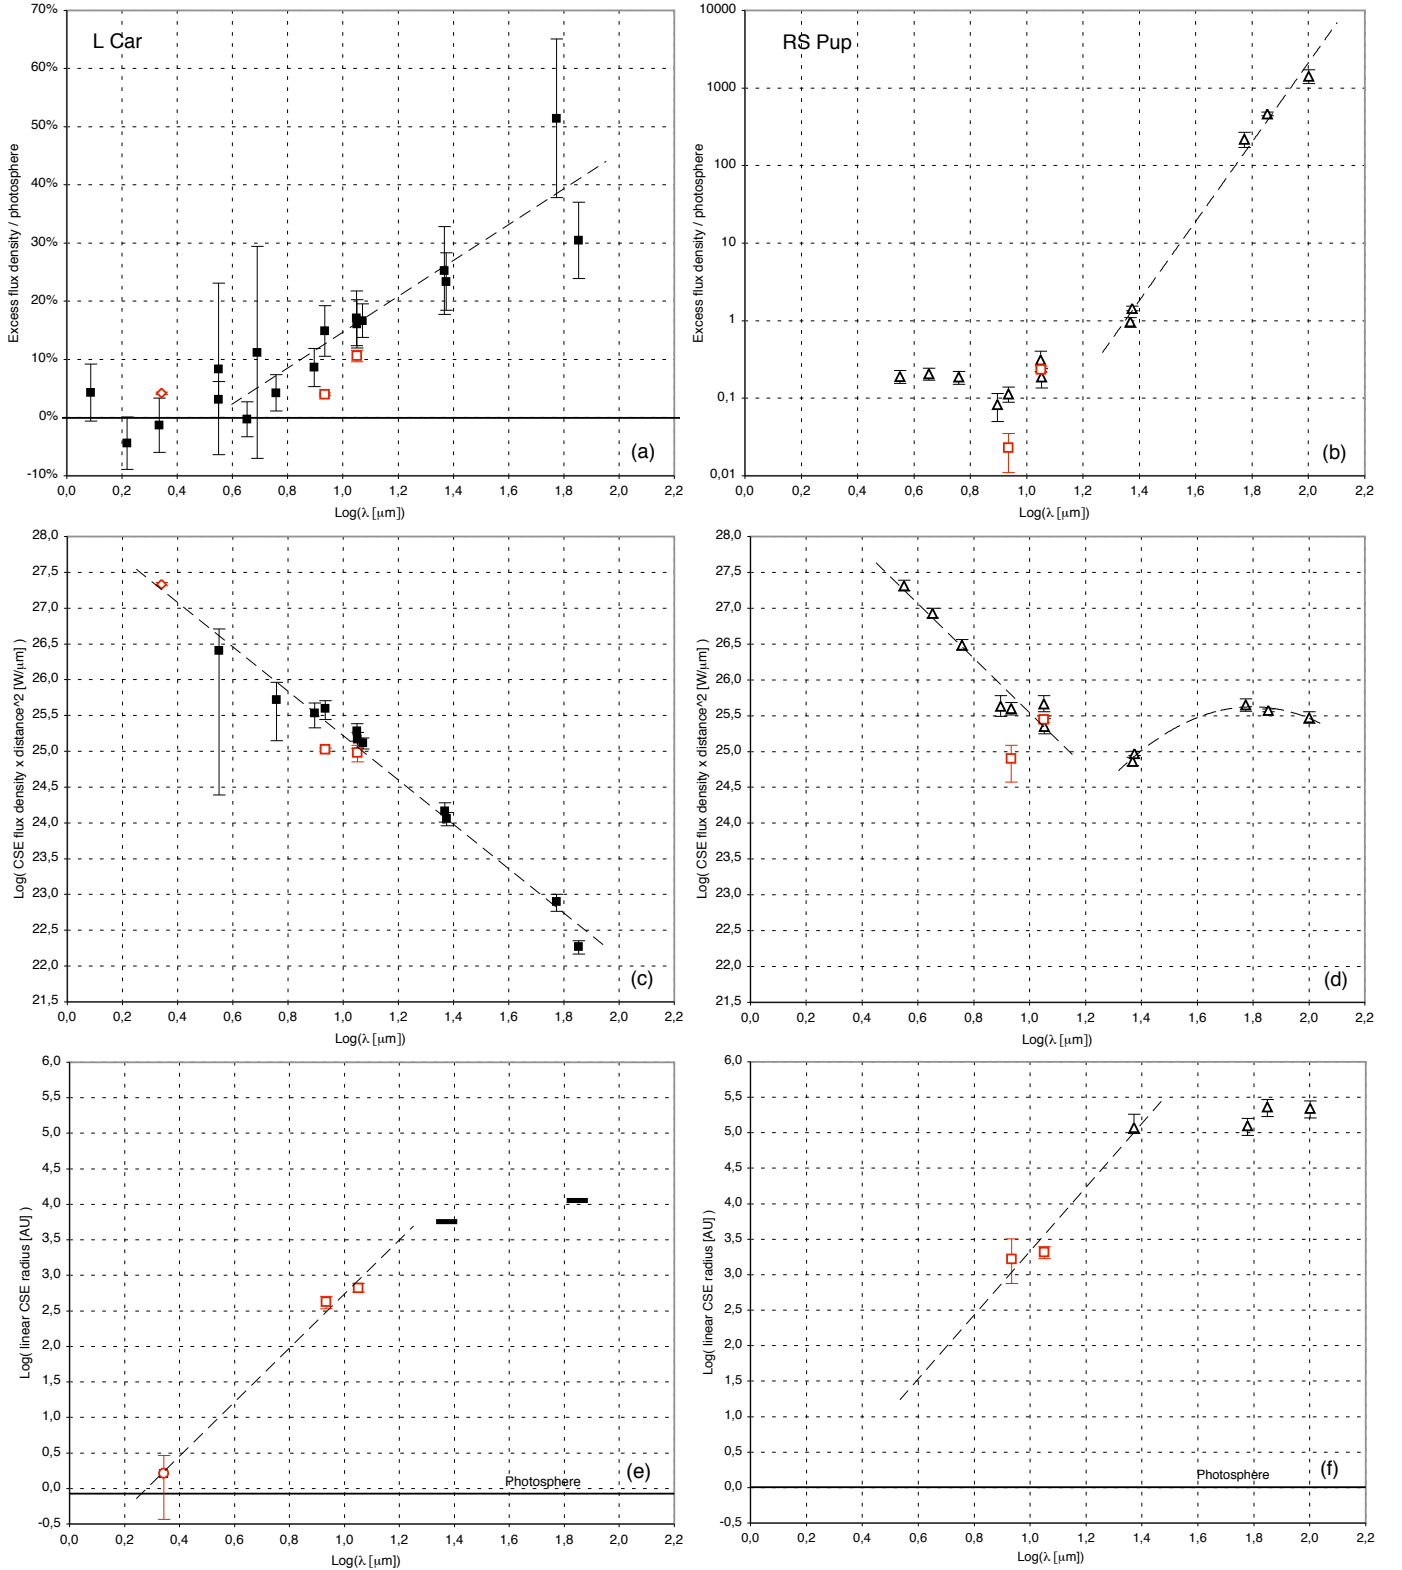 L Car
70%
60%
50%
40%
30%
20%
10%
0%
-10%
Excess flux density / photosphere
0,0 0,2 0,4 0,6 0,8 1,0 1,2 1,4 1,6 1,8 2,0 2,2
Log(λ [μm])
(a)
RS Pup
10000
1000
100
10
1
0,1
0,01
Excess flux density / photosphere
0,0 0,2 0,4 0,6 0,8 1,0 1,2 1,4 1,6 1,8 2,0 2,2
Log(λ [μm])
(b)
28,0
27,5
27,0
26,5
26,0
25,5
25,0
24,5
24,0
23,5
23,0
22,5
22,0
21,5
Log( CSE flux density x distance^2 [W/μm] )
0,0 0,2 0,4 0,6 0,8 1,0 1,2 1,4 1,6 1,8 2,0 2,2
Log(λ [μm])
(c)
28,0
27,5
27,0
26,5
26,0
25,5
25,0
24,5
24,0
23,5
23,0
22,5
22,0
21,5
Log( CSE flux density x distance^2 [W/μm] )
0,0 0,2 0,4 0,6 0,8 1,0 1,2 1,4 1,6 1,8 2,0 2,2
Log(λ [μm])
(d)
6,0
5,5
5,0
4,5
4,0
3,5
3,0
2,5
2,0
1,5
1,0
0,5
0,0
-0,5
Log( linear CSE radius [AU] )
Photosphere
0,0 0,2 0,4 0,6 0,8 1,0 1,2 1,4 1,6 1,8 2,0 2,2
Log(λ [μm])
(e)
6,0
5,5
5,0
4,5
4,0
3,5
3,0
2,5
2,0
1,5
1,0
0,5
0,0
-0,5
Log( linear CSE radius [AU] )
Photosphere
0,0 0,2 0,4 0,6 0,8 1,0 1,2 1,4 1,6 1,8 2,0 2,2
Log(λ [μm])
(f)